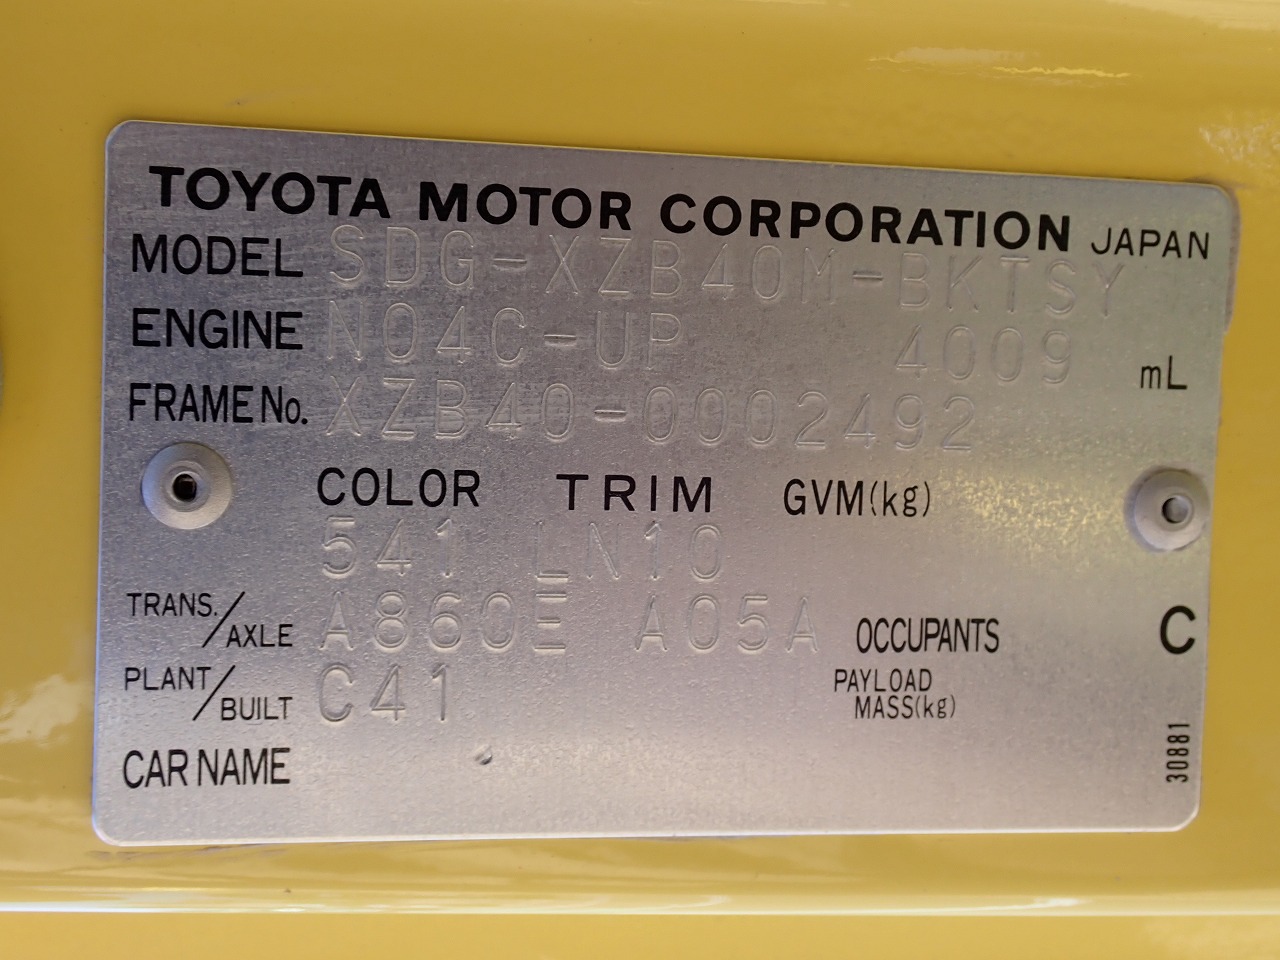 TOYOTA MOTOR CORPORATION JAPAN
MODEL SDG-XZB40M-BKTSY
ENGINE N04C-UP 4009 mL
FRAME No. XZB40-0002492
COLOR TRIM GVM(kg)
541 LN10
TRANS./AXLE A860E A05A OCCUPANTS C
PLANT/BUILT C41 PAYLOAD MASS(kg)
CAR NAME
30881